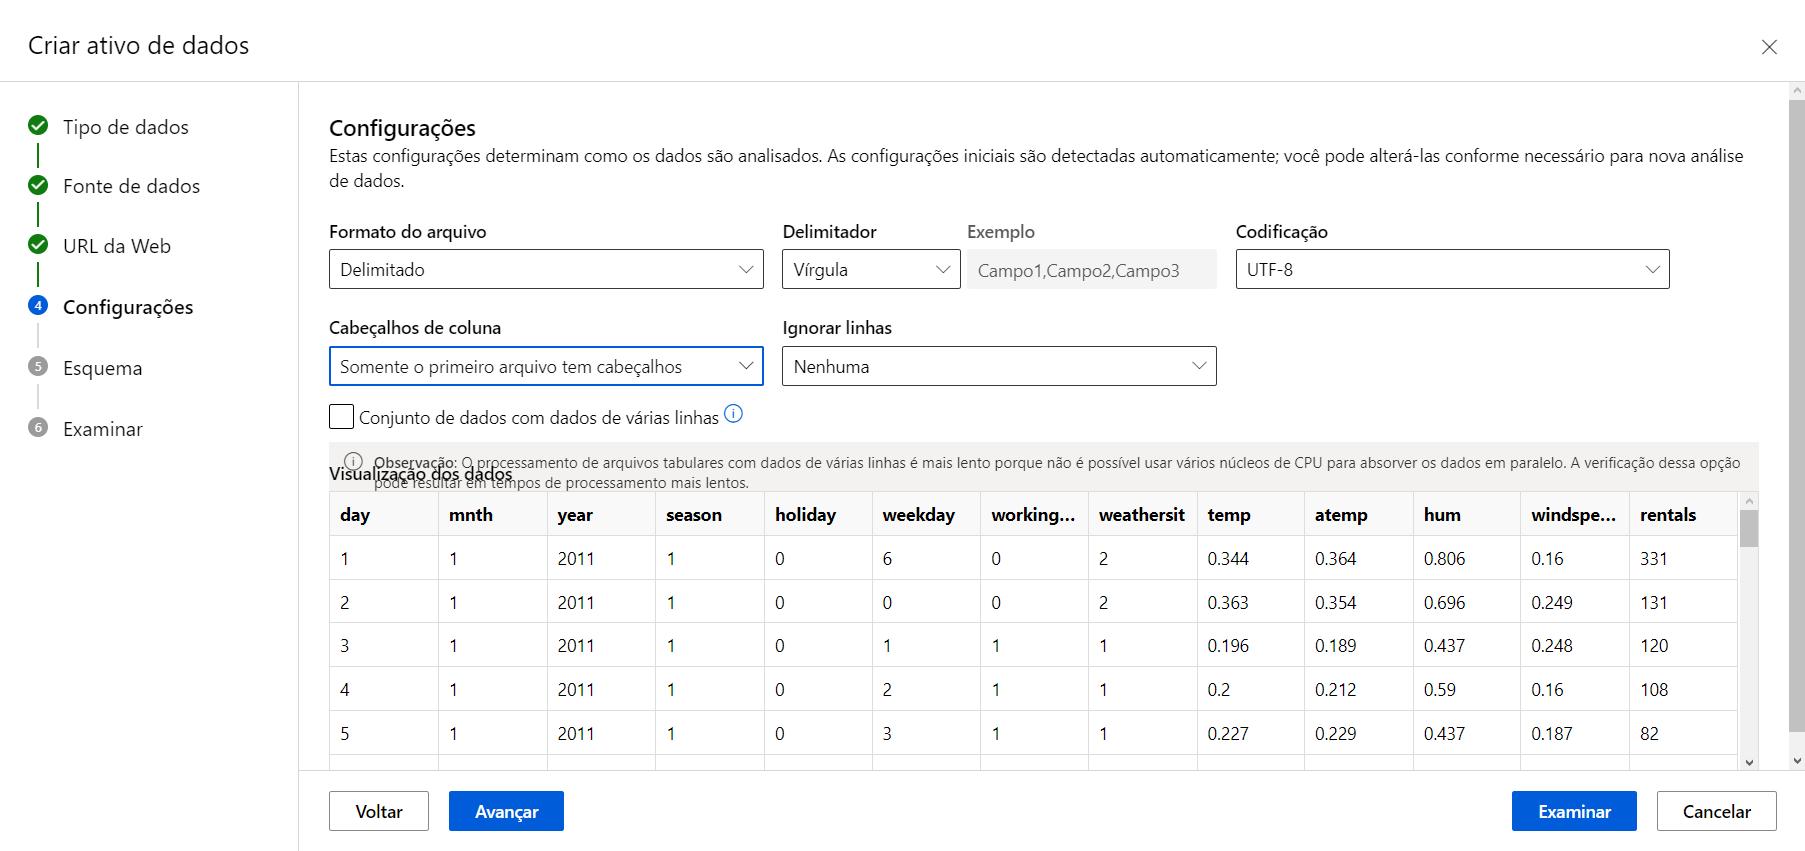 Criar ativo de dados
Tipo de dados
Fonte de dados
URL da Web
4 Configurações
5 Esquema
6 Examinar
Configurações
Estas configurações determinam como os dados são analisados. As configurações iniciais são detectadas automaticamente; você pode alterá-las conforme necessário para nova análise
de dados.
Formato do arquivo Delimitador Exemplo Codificação
Delimitado Vírgula Campo1,Campo2,Campo3 UTF-8
Cabeçalhos de coluna Ignorar linhas
Somente o primeiro arquivo tem cabeçalhos Nenhuma
Conjunto de dados com dados de várias linhas
Observação: O processamento de arquivos tabulares com dados de várias linhas é mais lento porque não é possível usar vários núcleos de CPU para absorver os dados em paralelo. A verificação dessa opção
pode resultar em tempos de processamento mais lentos.
Visualização dos dados
day mnth year season holiday weekday working... weathersit temp atemp hum windspe... rentals
1 1 2011 1 0 6 0 2 0.344 0.364 0.806 0.16 331
2 1 2011 1 0 0 0 2 0.363 0.354 0.696 0.249 131
3 1 2011 1 0 1 1 1 0.196 0.189 0.437 0.248 120
4 1 2011 1 0 2 1 1 0.2 0.212 0.59 0.16 108
5 1 2011 1 0 3 1 1 0.227 0.229 0.437 0.187 82
Voltar Avançar Examinar Cancelar